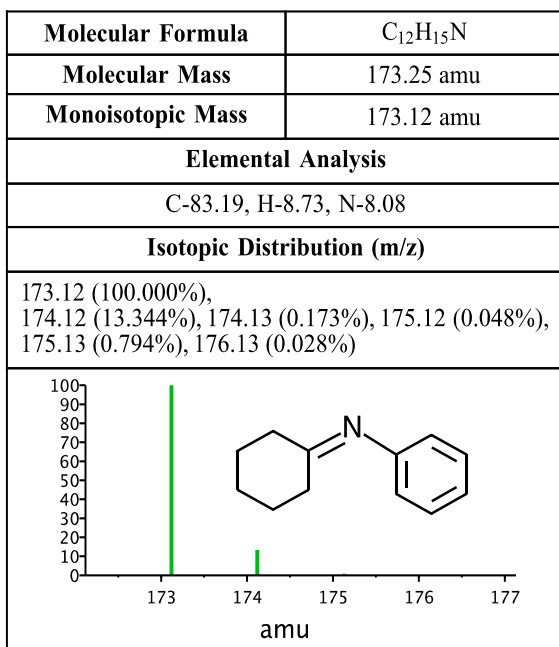 Molecular Formula C₁₂H₁₅N
Molecular Mass 173.25 amu
Monoisotopic Mass 173.12 amu
Elemental Analysis
C-83.19, H-8.73, N-8.08
Isotopic Distribution (m/z)
173.12 (100.000%),
174.12 (13.344%), 174.13 (0.173%), 175.12 (0.048%),
175.13 (0.794%), 176.13 (0.028%)
100
90
80
70
60
50
40
30
20
10
0
N
173 174 175 176 177
amu